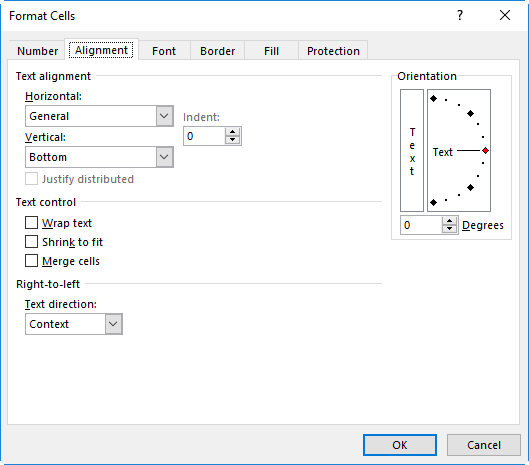 Format Cells
?
Number Alignment Font Border Fill Protection
Text alignment
Horizontal:
General
Indent:
0
Vertical:
Bottom
Justify distributed
Text control
Wrap text
Shrink to fit
Merge cells
Right-to-left
Text direction:
Context
Orientation
T
e
x
t
Text
0 Degrees
OK Cancel